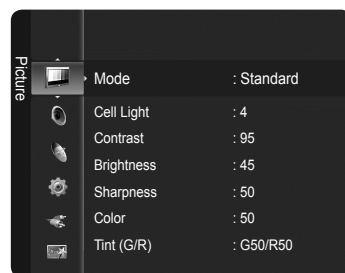 Picture
Mode : Standard
Cell Light : 4
Contrast : 95
Brightness : 45
Sharpness : 50
Color : 50
Tint (G/R) : G50/R50